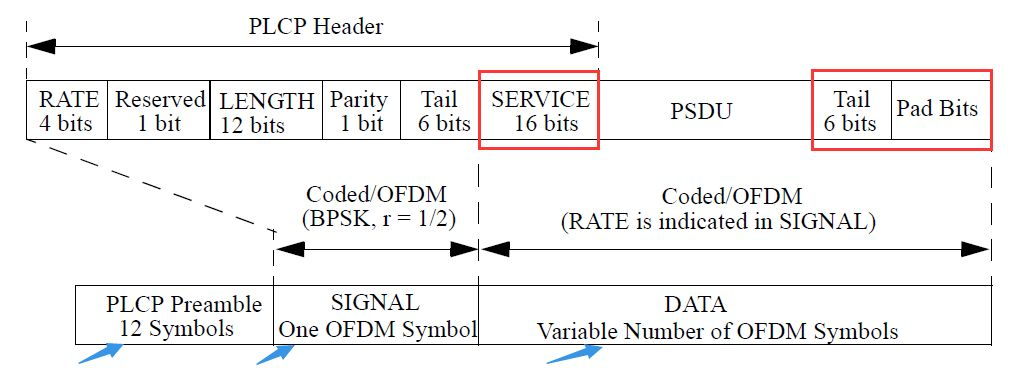 PLCP Header
RATE
4 bits
Reserved
1 bit
LENGTH
12 bits
Parity
1 bit
Tail
6 bits
SERVICE
16 bits
PSDU
Tail
6 bits
Pad Bits
Coded/OFDM
(BPSK, r = 1/2)
Coded/OFDM
(RATE is indicated in SIGNAL)
PLCP Preamble
12 Symbols
SIGNAL
One OFDM Symbol
DATA
Variable Number of OFDM Symbols